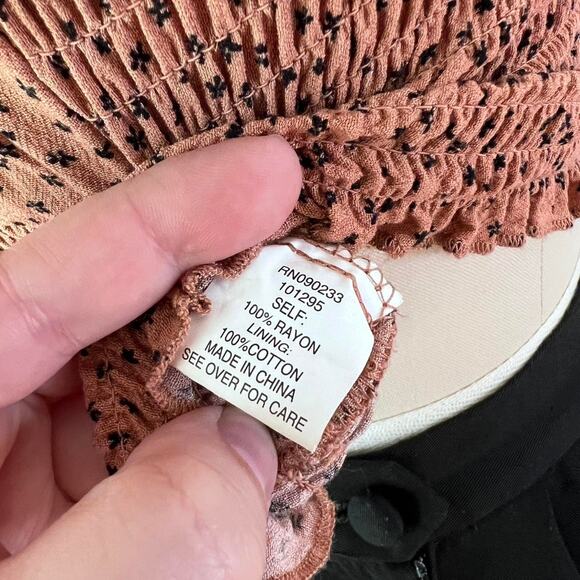 RN090233
101295
SELF:
100% RAYON
LINING:
100%COTTON
MADE IN CHINA
SEE OVER FOR CARE